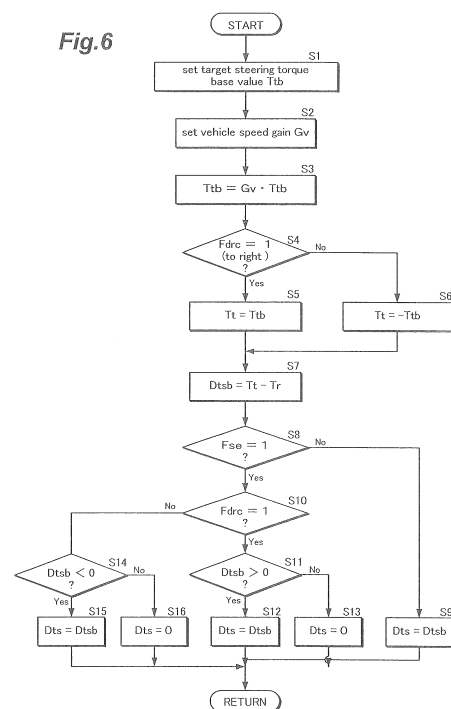 Fig.6
START
S1
set target steering torque
base value Ttb
S2
set vehicle speed gain Gv
S3
Ttb = Gv · Ttb
S4
Fdrc = 1
(to right)
?
No
Yes
S5
Tt = Ttb
S6
Tt = -Ttb
S7
Dtsb = Tt - Tr
S8
Fse = 1
?
No
Yes
S10
Fdrc = 1
?
No
Yes
S14
Dtsb < 0
?
No
Yes
S11
Dtsb > 0
?
No
Yes
S15
Dts = Dtsb
S16
Dts = 0
S12
Dts = Dtsb
S13
Dts = 0
S9
Dts = Dtsb
RETURN